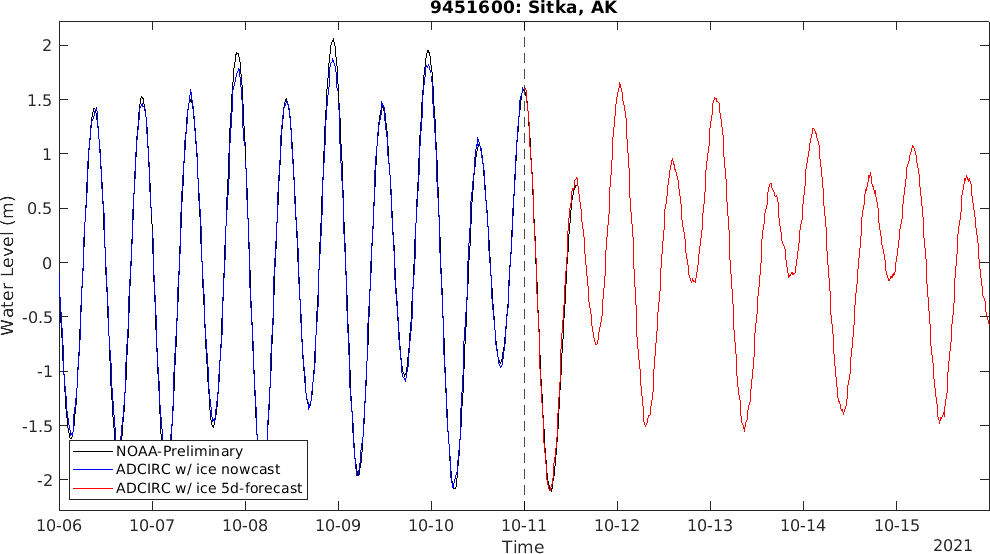 9451600: Sitka, AK
Water Level (m)
2
1.5
1
0.5
0
-0.5
-1
-1.5
-2
NOAA-Preliminary
ADCIRC w/ ice nowcast
ADCIRC w/ ice 5d-forecast
10-06 10-07 10-08 10-09 10-10 10-11 10-12 10-13 10-14 10-15
Time
2021